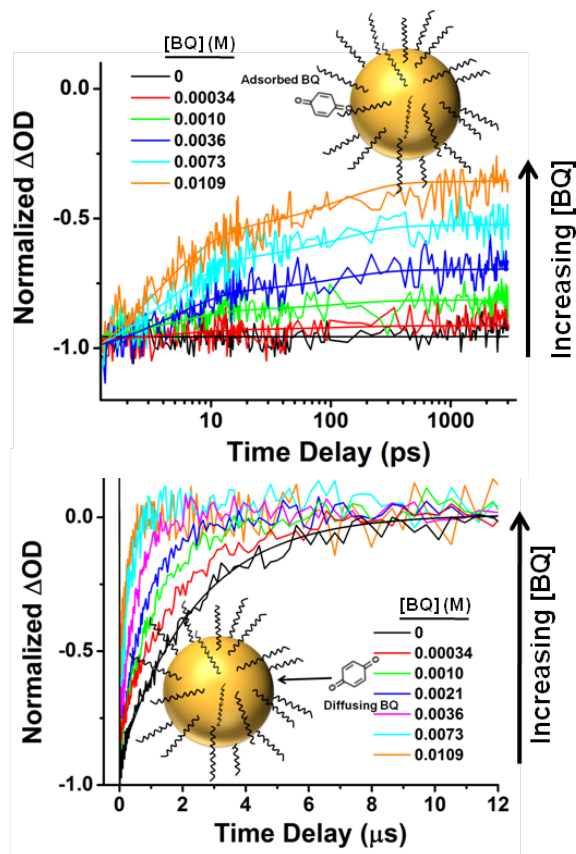 [BQ] (M)
0
0.00034
0.0010
0.0036
0.0073
0.0109
Adsorbed BQ
O
O
Normalized ΔOD
0.0
-0.5
-1.0
10
100
1000
Time Delay (ps)
Increasing [BQ]
Normalized ΔOD
0.0
-0.5
-1.0
[BQ] (M)
0
0.00034
0.0010
0.0021
0.0036
0.0073
0.0109
Diffusing BQ
0
2
4
6
8
10
12
Time Delay (μs)
Increasing [BQ]